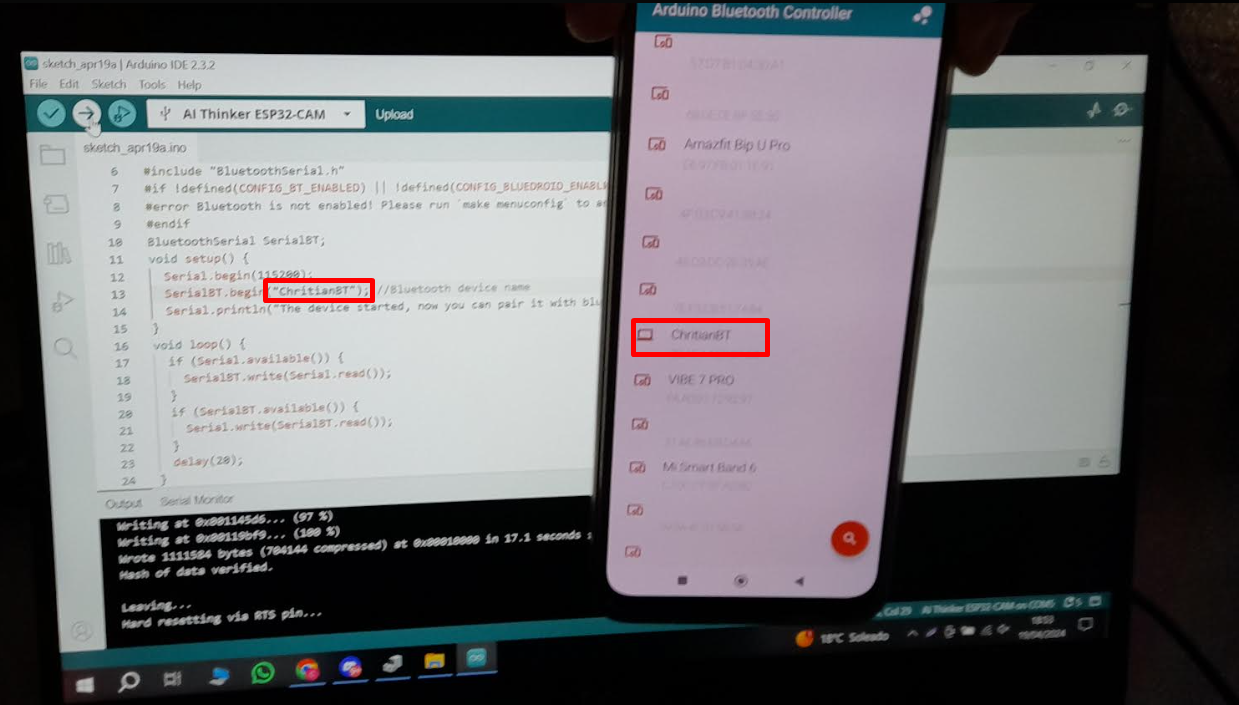 sketch_apr19a | Arduino IDE 2.3.2
File Edit Sketch Tools Help
AI Thinker ESP32-CAM
Upload
sketch_apr19a.ino
6 #include "BluetoothSerial.h"
7 #if !defined(CONFIG_BT_ENABLED) || !defined(CONFIG_BLUEDROID_ENABL
8 #error Bluetooth is not enabled! Please run `make menuconfig` to
9 #endif
10 BluetoothSerial SerialBT;
11 void setup() {
12 Serial.begin(115200);
13 SerialBT.begin("ChritianBT"); //Bluetooth device name
14 Serial.println("The device started, now you can pair it with blu
15 }
16 void loop() {
17 if (Serial.available()) {
18 SerialBT.write(Serial.read());
19 }
20 if (SerialBT.available()) {
21 Serial.write(SerialBT.read());
22 }
23 delay(20);
24 }
Output Serial Monitor
Writing at 0x001145d6... (97 %)
Writing at 0x00119bf9... (100 %)
Wrote 1111584 bytes (704144 compressed) at 0x00010000 in 17.1 seconds
Hash of data verified.
Leaving...
Hard resetting via RTS pin...
Col 29 AI Thinker ESP32-CAM on COM5 5
18°C Soleado
18:53
19/04/2024
Arduino Bluetooth Controller
Amazfit Bip U Pro
ChritianBT
VIBE 7 PRO
Mi Smart Band 6